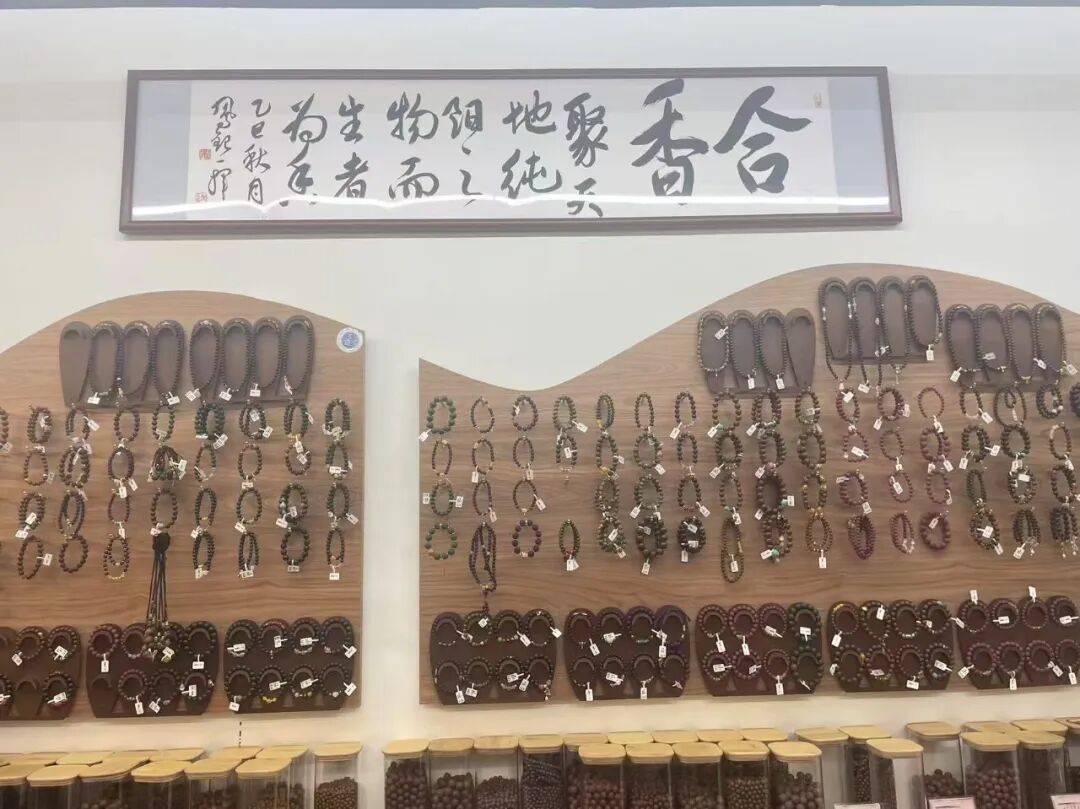 合香
聚天
地纯
阳之
物而
生者
为香
乙巳秋月